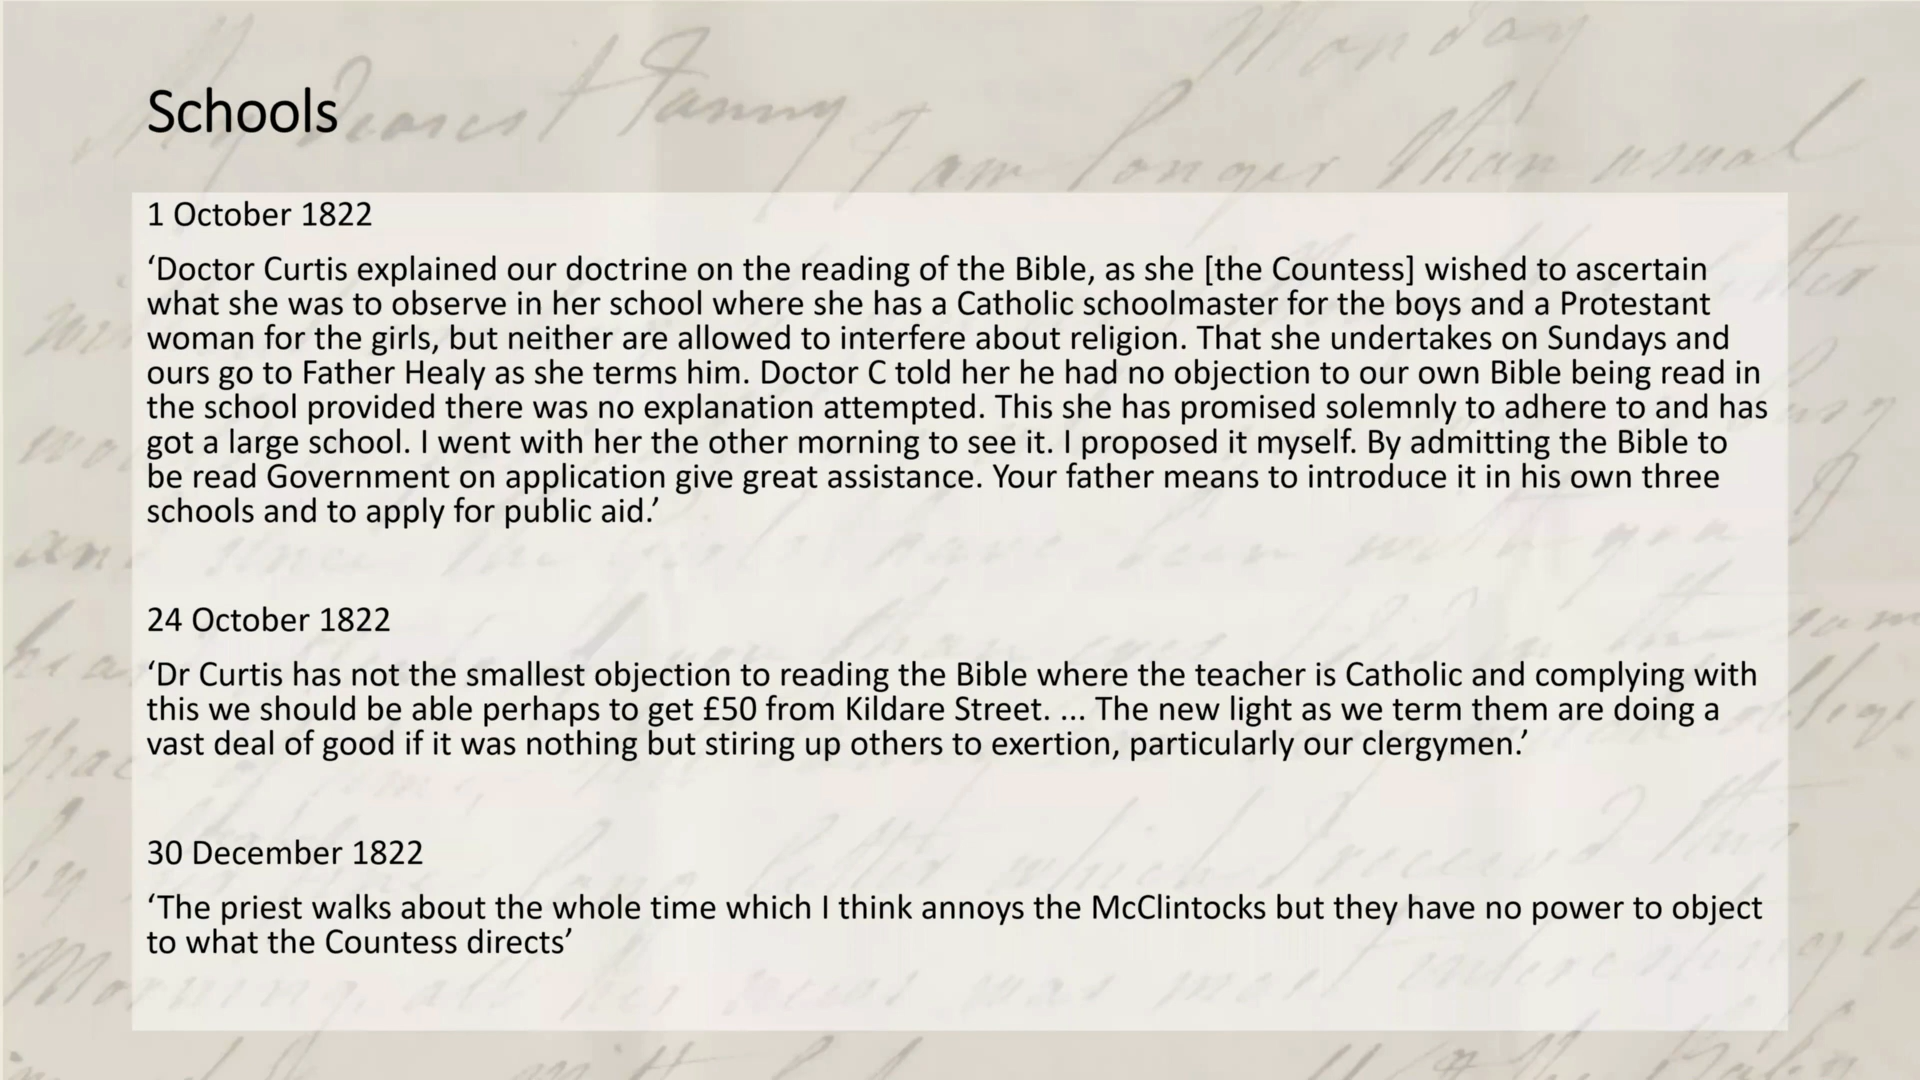 Monday
My Dearest Fanny
Schools
I am longer than usual
1 October 1822
‘Doctor Curtis explained our doctrine on the reading of the Bible, as she [the Countess] wished to ascertain
what she was to observe in her school where she has a Catholic schoolmaster for the boys and a Protestant
woman for the girls, but neither are allowed to interfere about religion. That she undertakes on Sundays and
ours go to Father Healy as she terms him. Doctor C told her he had no objection to our own Bible being read in
the school provided there was no explanation attempted. This she has promised solemnly to adhere to and has
got a large school. I went with her the other morning to see it. I proposed it myself. By admitting the Bible to
be read Government on application give great assistance. Your father means to introduce it in his own three
schools and to apply for public aid.’
24 October 1822
‘Dr Curtis has not the smallest objection to reading the Bible where the teacher is Catholic and complying with
this we should be able perhaps to get £50 from Kildare Street. ... The new light as we term them are doing a
vast deal of good if it was nothing but stiring up others to exertion, particularly our clergymen.’
30 December 1822
‘The priest walks about the whole time which I think annoys the McClintocks but they have no power to object
to what the Countess directs’